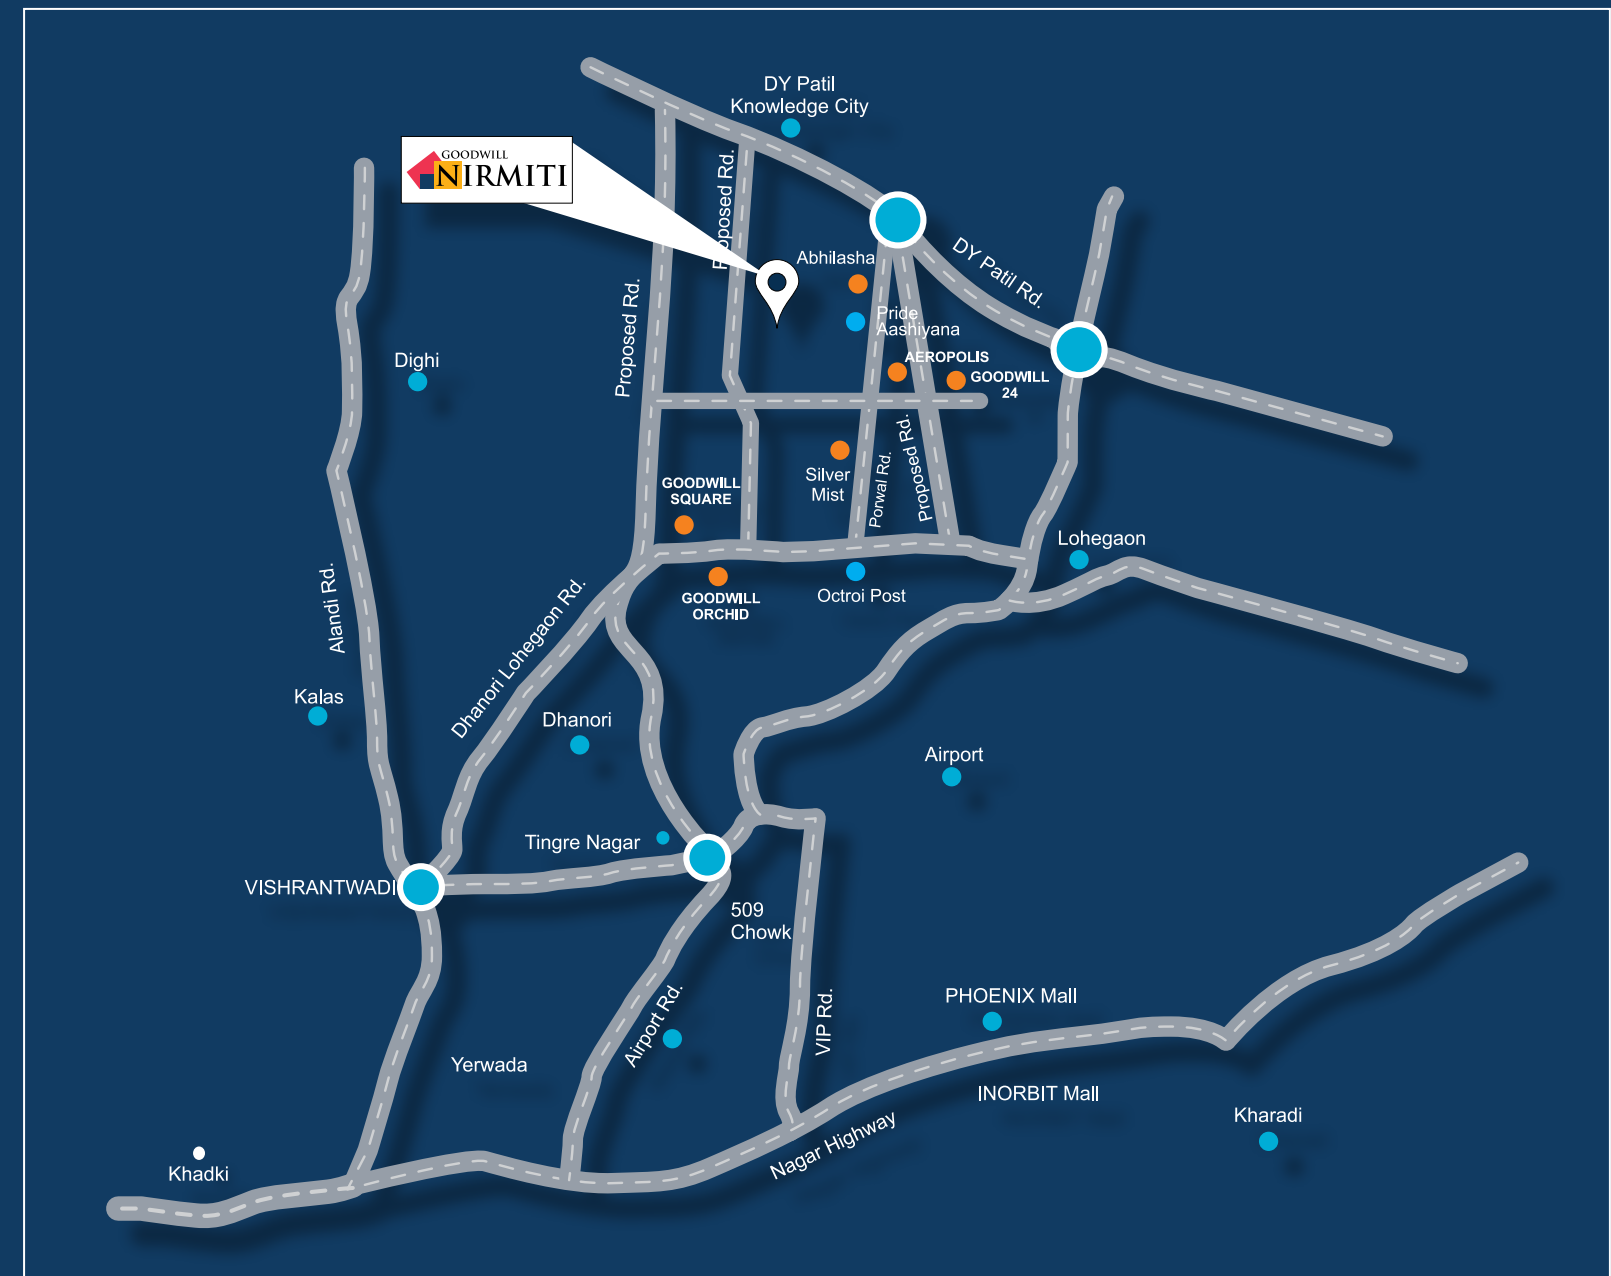 DY Patil
Knowledge City
GOODWILL
NIRMITI
Proposed Rd.
Abhilasha
DY Patil Rd.
Proposed Rd.
Pride
Aashiyana
Dighi
AEROPOLIS
GOODWILL
24
Silver
Mist
Porwal Rd.
Proposed Rd.
GOODWILL
SQUARE
Lohegaon
Alandi Rd.
GOODWILL
ORCHID
Octroi Post
Dhanori Lohegaon Rd.
Kalas
Dhanori
Airport
Tingre Nagar
VISHRANTWADI
509
Chowk
PHOENIX Mall
Airport Rd.
VIP Rd.
Yerwada
INORBIT Mall
Kharadi
Nagar Highway
Khadki